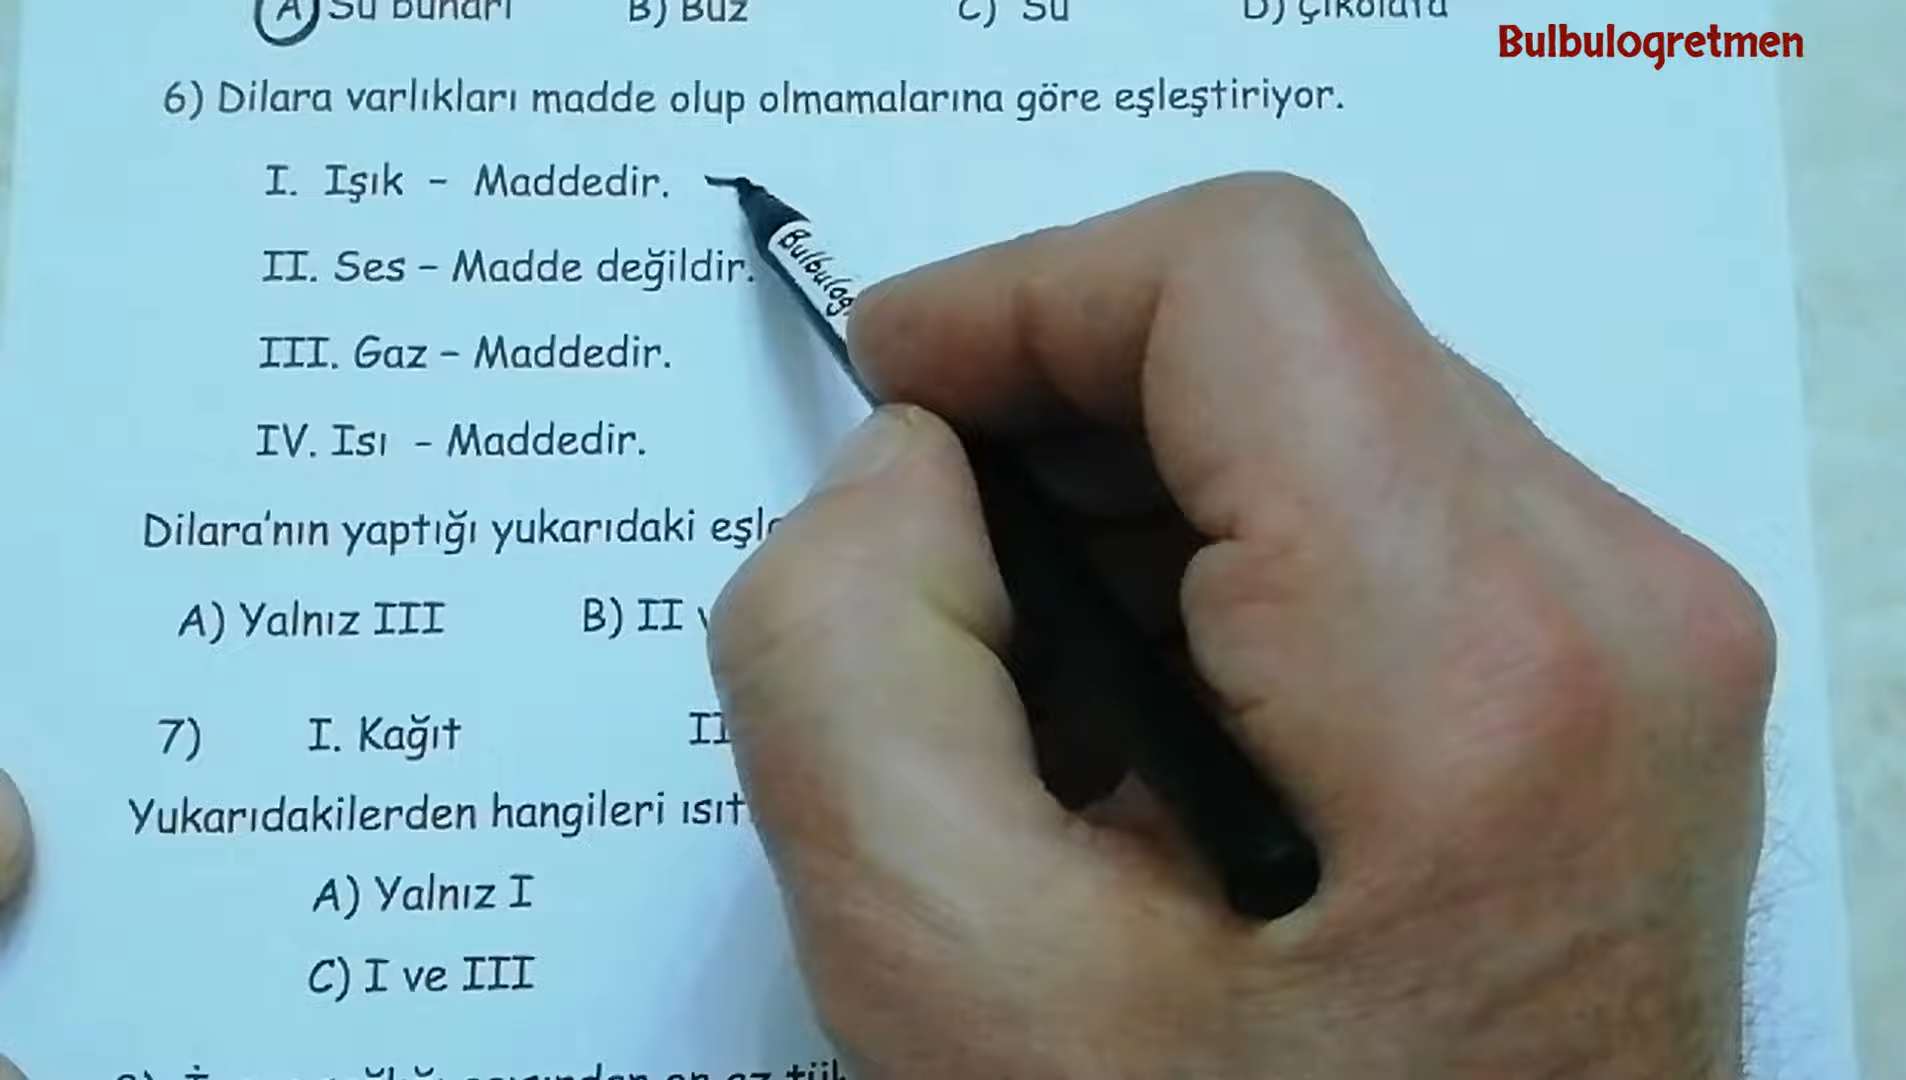 A) Su buharı B) Buz C) Su D) Çikolata
Bulbulogretmen
6) Dilara varlıkları madde olup olmamalarına göre eşleştiriyor.
I. Işık - Maddedir.
II. Ses - Madde değildir.
III. Gaz - Maddedir.
IV. Isı - Maddedir.
Dilara'nın yaptığı yukarıdaki
A) Yalnız III B) II
7) I. Kağıt
Yukarıdakilerden hangileri
A) Yalnız I
C) I ve III
en az